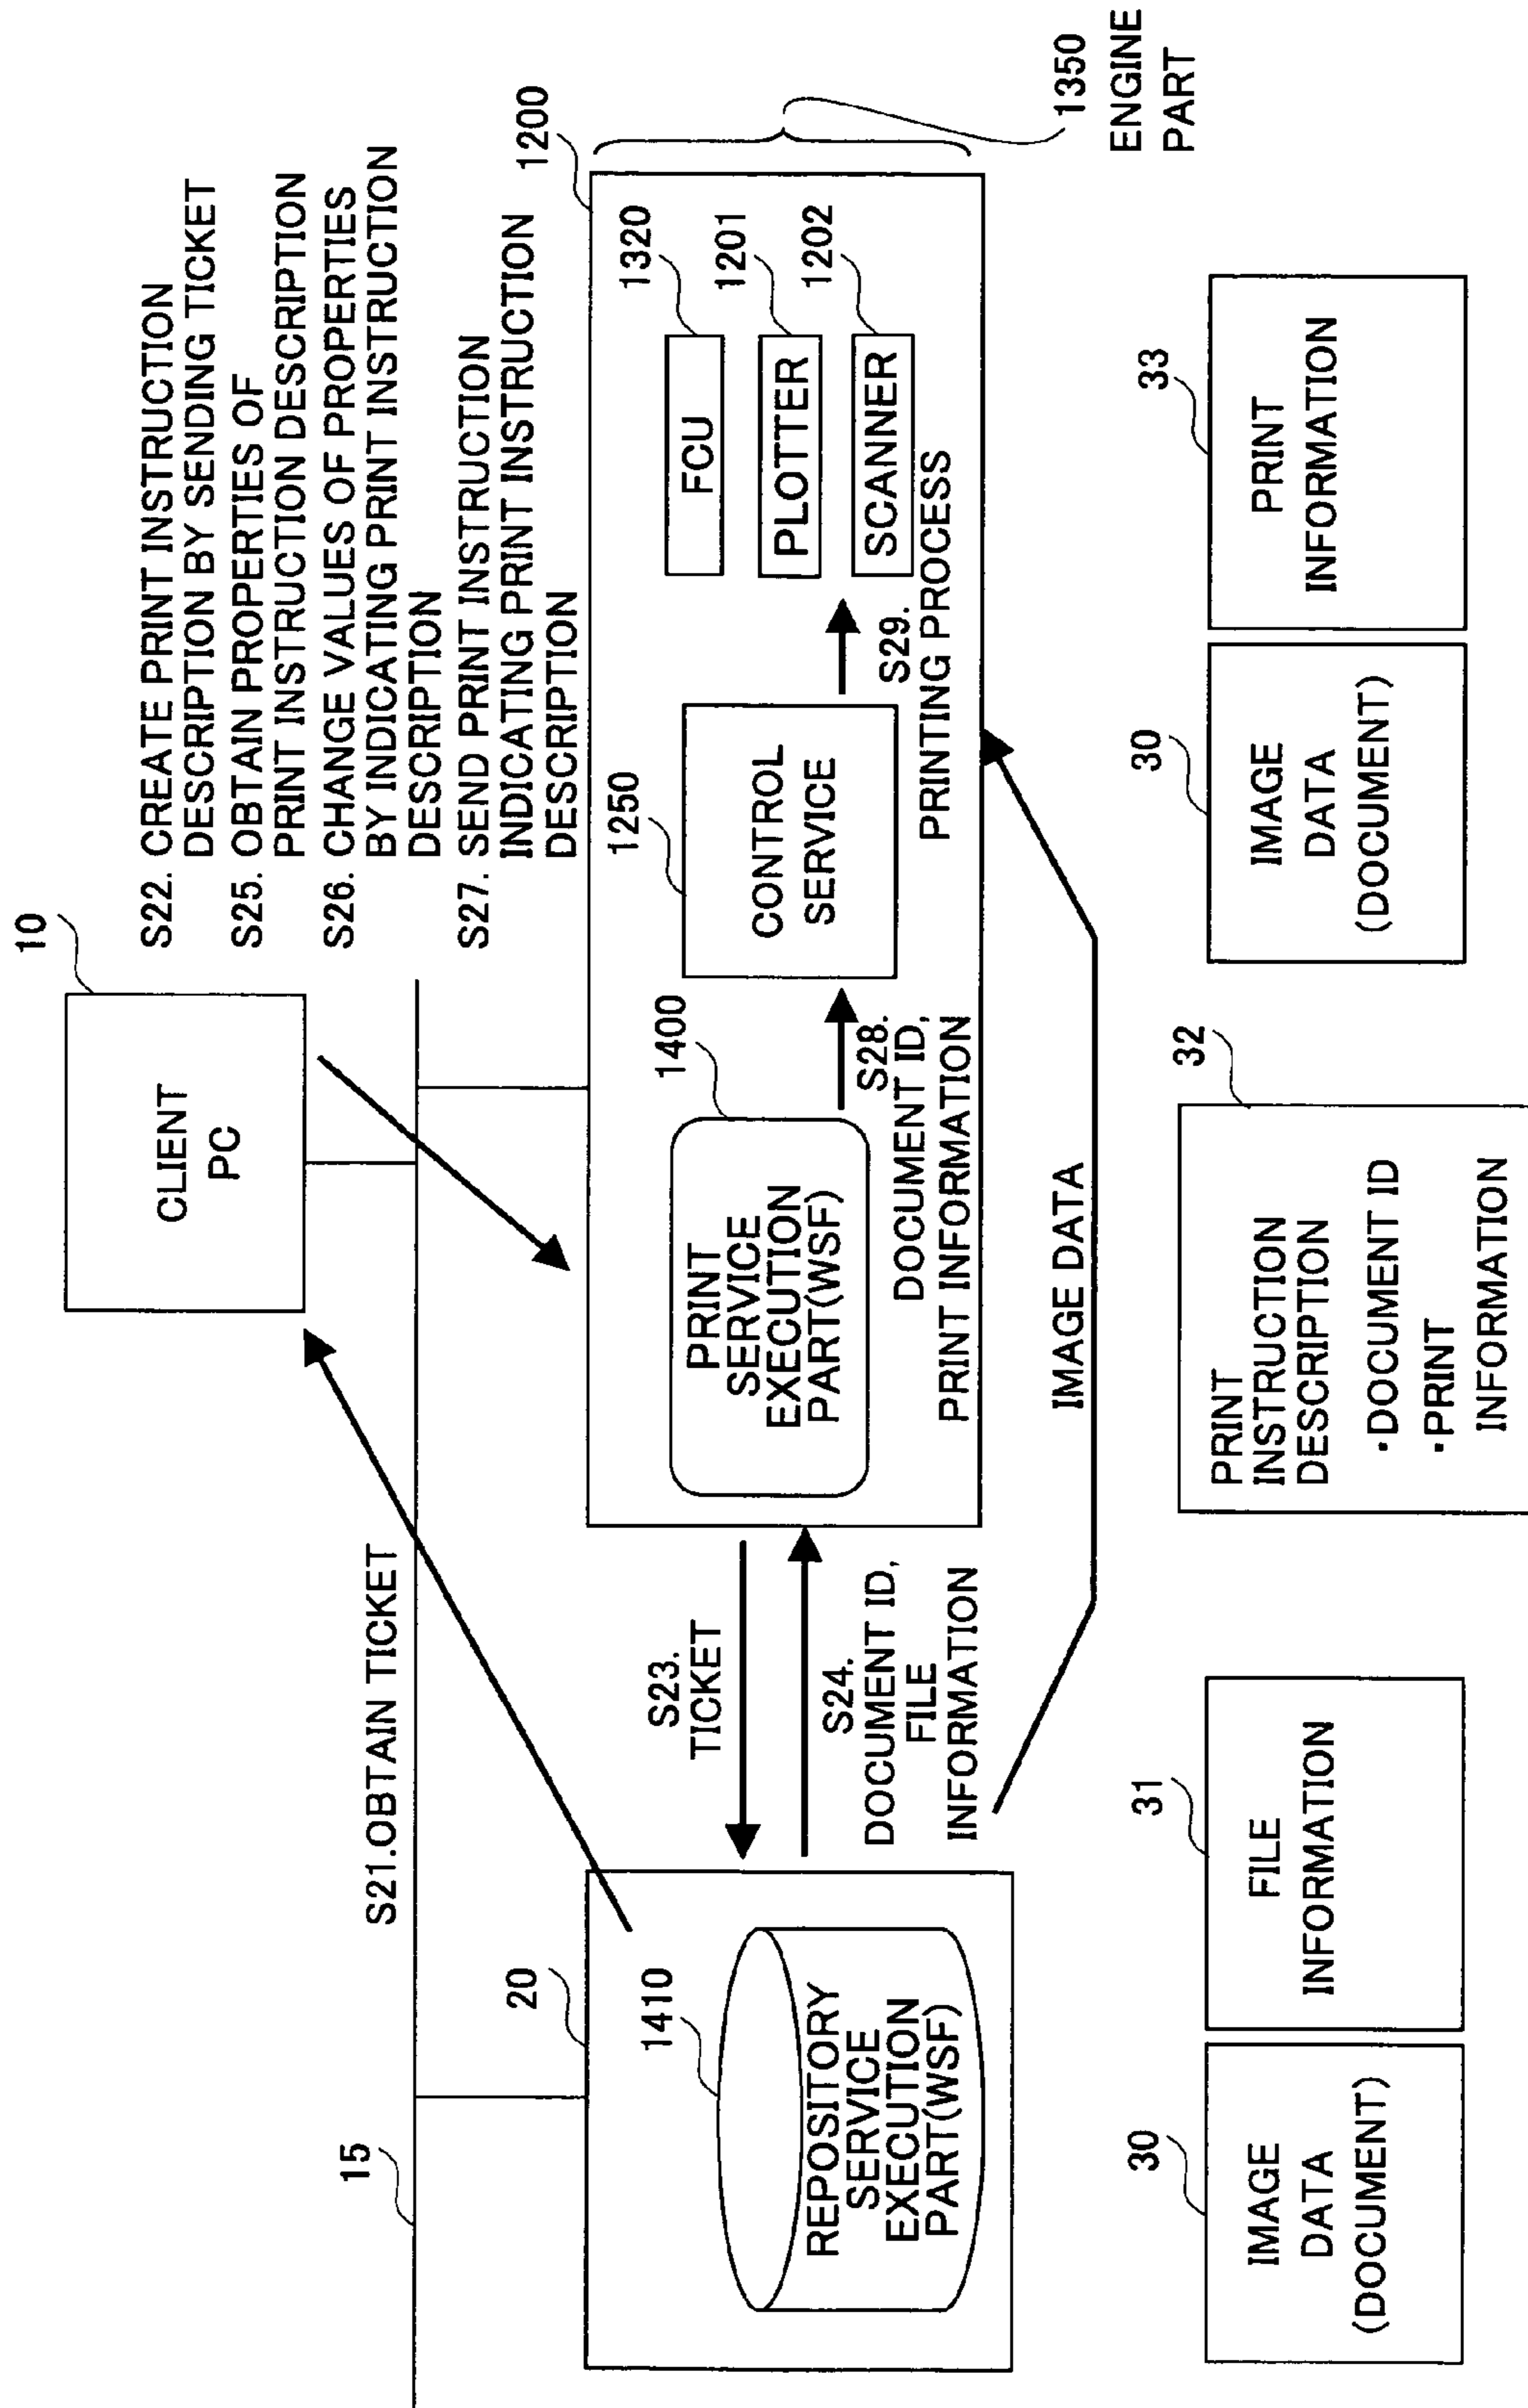 10
CLIENT
PC
S22. CREATE PRINT INSTRUCTION
DESCRIPTION BY SENDING TICKET
S25. OBTAIN PROPERTIES OF
PRINT INSTRUCTION DESCRIPTION
S26. CHANGE VALUES OF PROPERTIES
BY INDICATING PRINT INSTRUCTION
DESCRIPTION
S27. SEND PRINT INSTRUCTION
INDICATING PRINT INSTRUCTION
DESCRIPTION
15
S21.OBTAIN TICKET
20
1410
REPOSITORY
SERVICE
EXECUTION
PART(WSF)
S23.
TICKET
S24.
DOCUMENT ID,
FILE
INFORMATION
1200
1400
PRINT
SERVICE
EXECUTION
PART(WSF)
S28.
DOCUMENT ID,
PRINT INFORMATION
1250
CONTROL
SERVICE
S29.
PRINTING PROCESS
1320
FCU
1201
PLOTTER
1202
SCANNER
1350
ENGINE
PART
IMAGE DATA
30
IMAGE
DATA
(DOCUMENT)
31
FILE
INFORMATION
32
PRINT
INSTRUCTION
DESCRIPTION
・DOCUMENT ID
・PRINT
INFORMATION
30
IMAGE
DATA
(DOCUMENT)
33
PRINT
INFORMATION